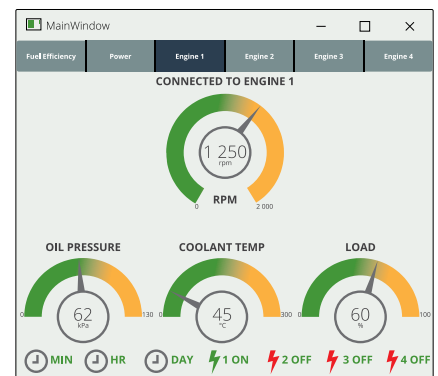 MainWindow
Fuel Efficiency Power Engine 1 Engine 2 Engine 3 Engine 4
CONNECTED TO ENGINE 1
1 250
rpm
0 RPM 2 000
OIL PRESSURE COOLANT TEMP LOAD
0 62 130 0 45 300 0 60 100
kPa °C %
MIN HR DAY 1 ON 2 OFF 3 OFF 4 OFF